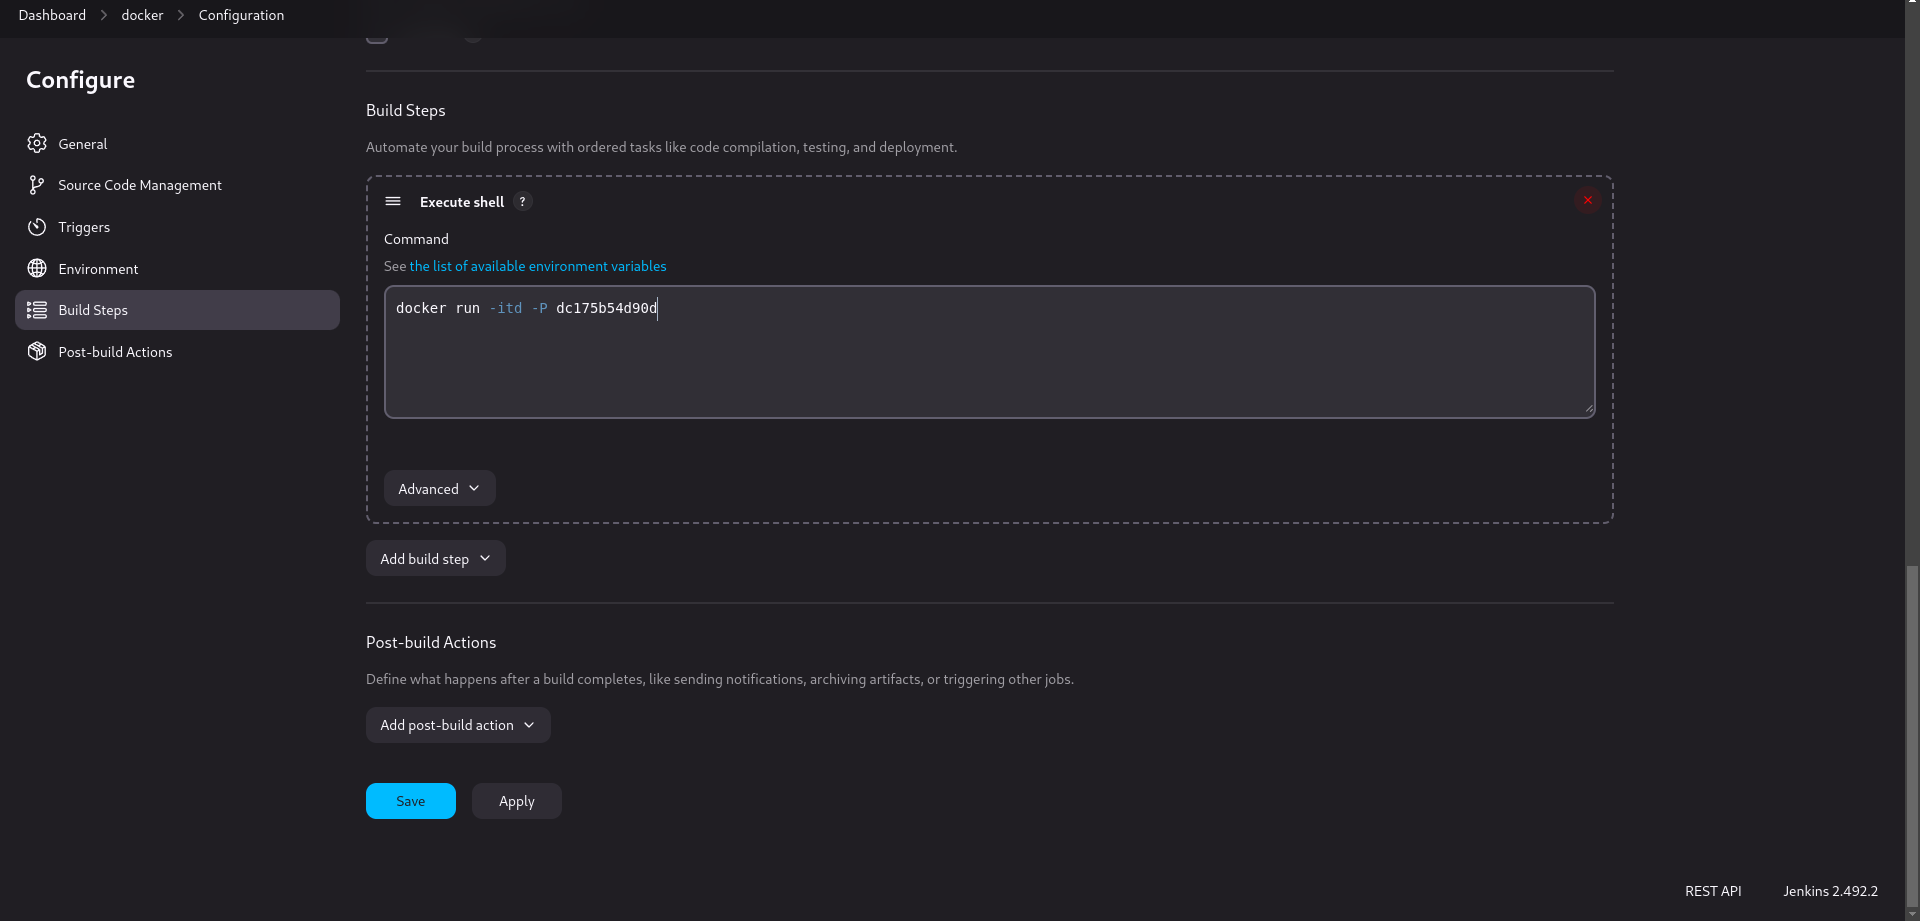 Dashboard > docker > Configuration
Configure
General
Source Code Management
Triggers
Environment
Build Steps
Post-build Actions
Build Steps
Automate your build process with ordered tasks like code compilation, testing, and deployment.
Execute shell ?
Command
See the list of available environment variables
docker run -itd -P dc175b54d90d
Advanced
Add build step
Post-build Actions
Define what happens after a build completes, like sending notifications, archiving artifacts, or triggering other jobs.
Add post-build action
Save Apply
REST API Jenkins 2.492.2